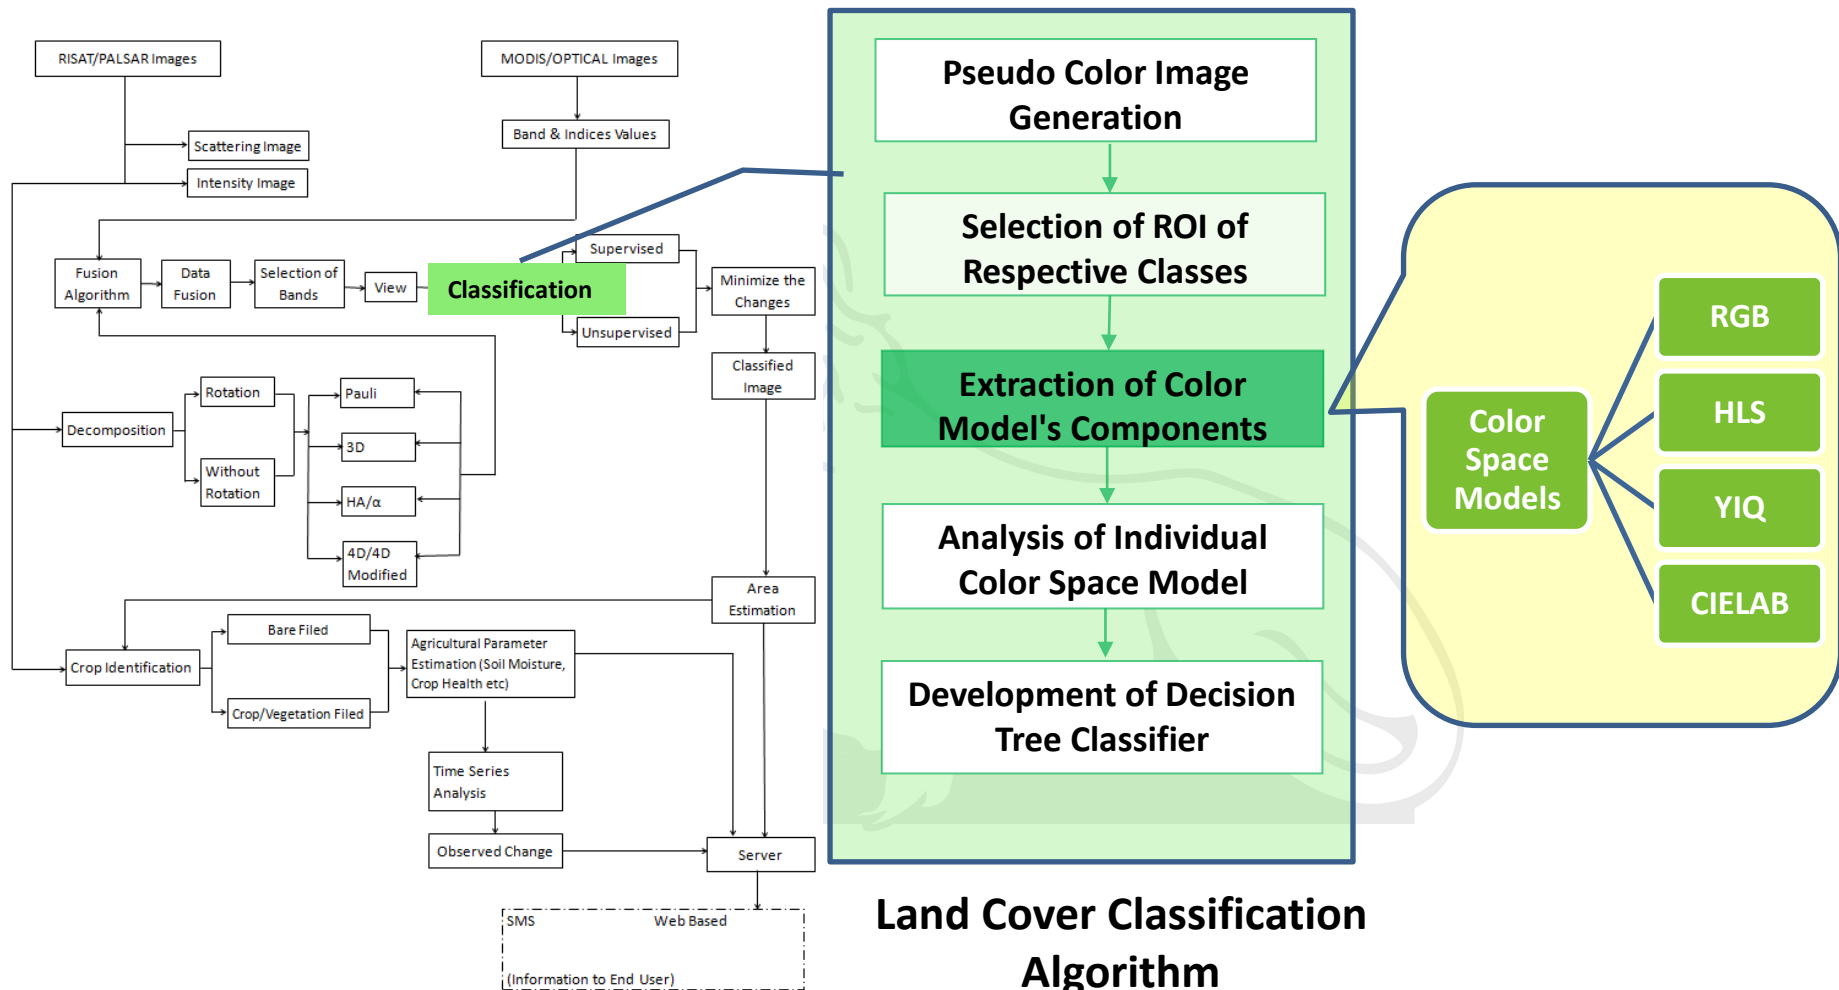 RISAT/PALSAR Images
MODIS/OPTICAL Images
Band & Indices Values
Scattering Image
Intensity Image
Fusion
Algorithm
Data
Fusion
Selection of
Bands
View
Classification
Supervised
Unsupervised
Minimize the
Changes
Classified
Image
Rotation
Decomposition
Without
Rotation
Pauli
3D
HA/α
4D/4D
Modified
Area
Estimation
Bare Filed
Crop Identification
Crop/Vegetation Filed
Agricultural Parameter
Estimation (Soil Moisture,
Crop Health etc)
Time Series
Analysis
Observed Change
Server
SMS
Web Based
(Information to End User)
Pseudo Color Image
Generation
Selection of ROI of
Respective Classes
Extraction of Color
Model's Components
Analysis of Individual
Color Space Model
Development of Decision
Tree Classifier
Land Cover Classification
Algorithm
Color
Space
Models
RGB
HLS
YIQ
CIELAB